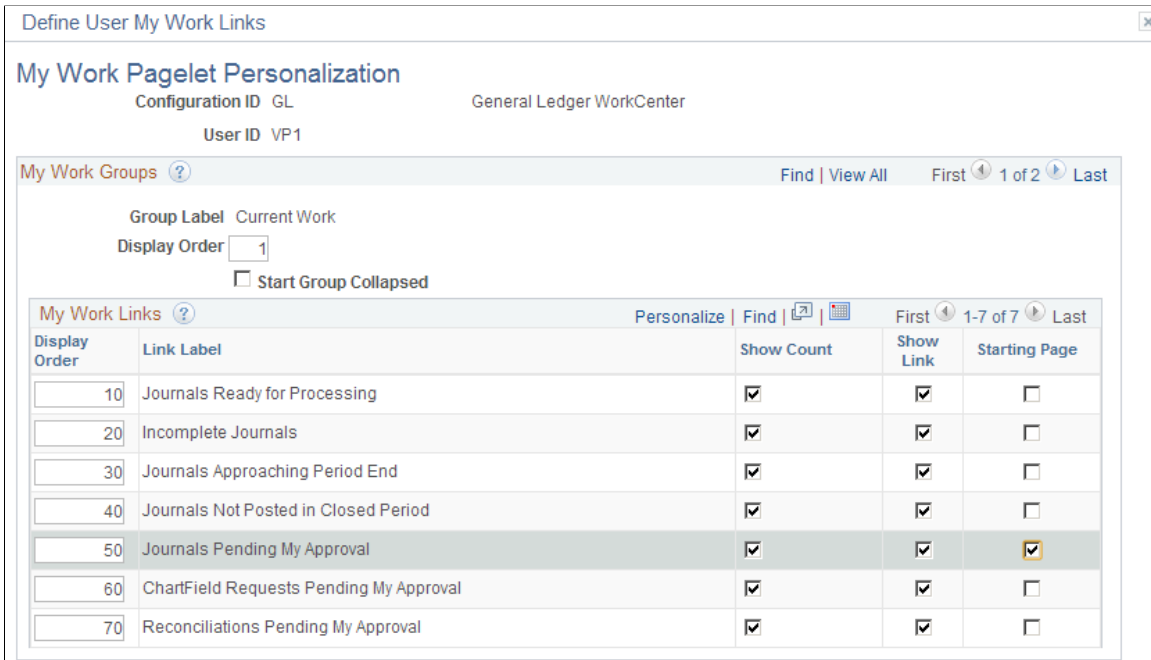 Define User My Work Links
My Work Pagelet Personalization
Configuration ID GL General Ledger WorkCenter
User ID VP1
My Work Groups ? Find | View All First 1 of 2 Last
Group Label Current Work
Display Order 1
Start Group Collapsed
My Work Links ? Personalize | Find | | First 1-7 of 7 Last
Display Order Link Label Show Count Show Link Starting Page
10 Journals Ready for Processing
20 Incomplete Journals
30 Journals Approaching Period End
40 Journals Not Posted in Closed Period
50 Journals Pending My Approval
60 ChartField Requests Pending My Approval
70 Reconciliations Pending My Approval